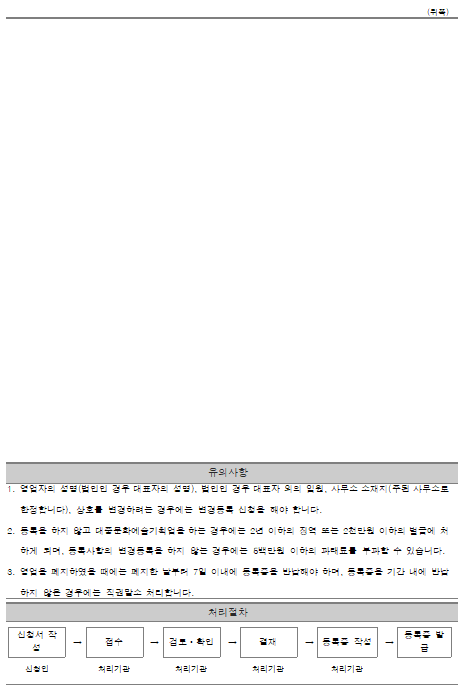 (뒤쪽)
유의사항
1. 영업자의 성명(법인인 경우 대표자의 성명), 법인인 경우 대표자 외의 임원, 사무소 소재지(주된 사무소로
한정합니다), 상호를 변경하려는 경우에는 변경등록 신청을 해야 합니다.
2. 등록을 하지 않고 대중문화예술기획업을 하는 경우에는 2년 이하의 징역 또는 2천만원 이하의 벌금에 처
하게 되며, 등록사항의 변경등록을 하지 않는 경우에는 5백만원 이하의 과태료를 부과할 수 있습니다.
3. 영업을 폐지하였을 때에는 폐지한 날부터 7일 이내에 등록증을 반납해야 하며, 등록증을 기간 내에 반납
하지 않은 경우에는 직권말소 처리합니다.
처리절차
신청서 작
성 → 접수 → 검토·확인 → 결재 → 등록증 작성 → 등록증 발
급
신청인 처리기관 처리기관 처리기관 처리기관